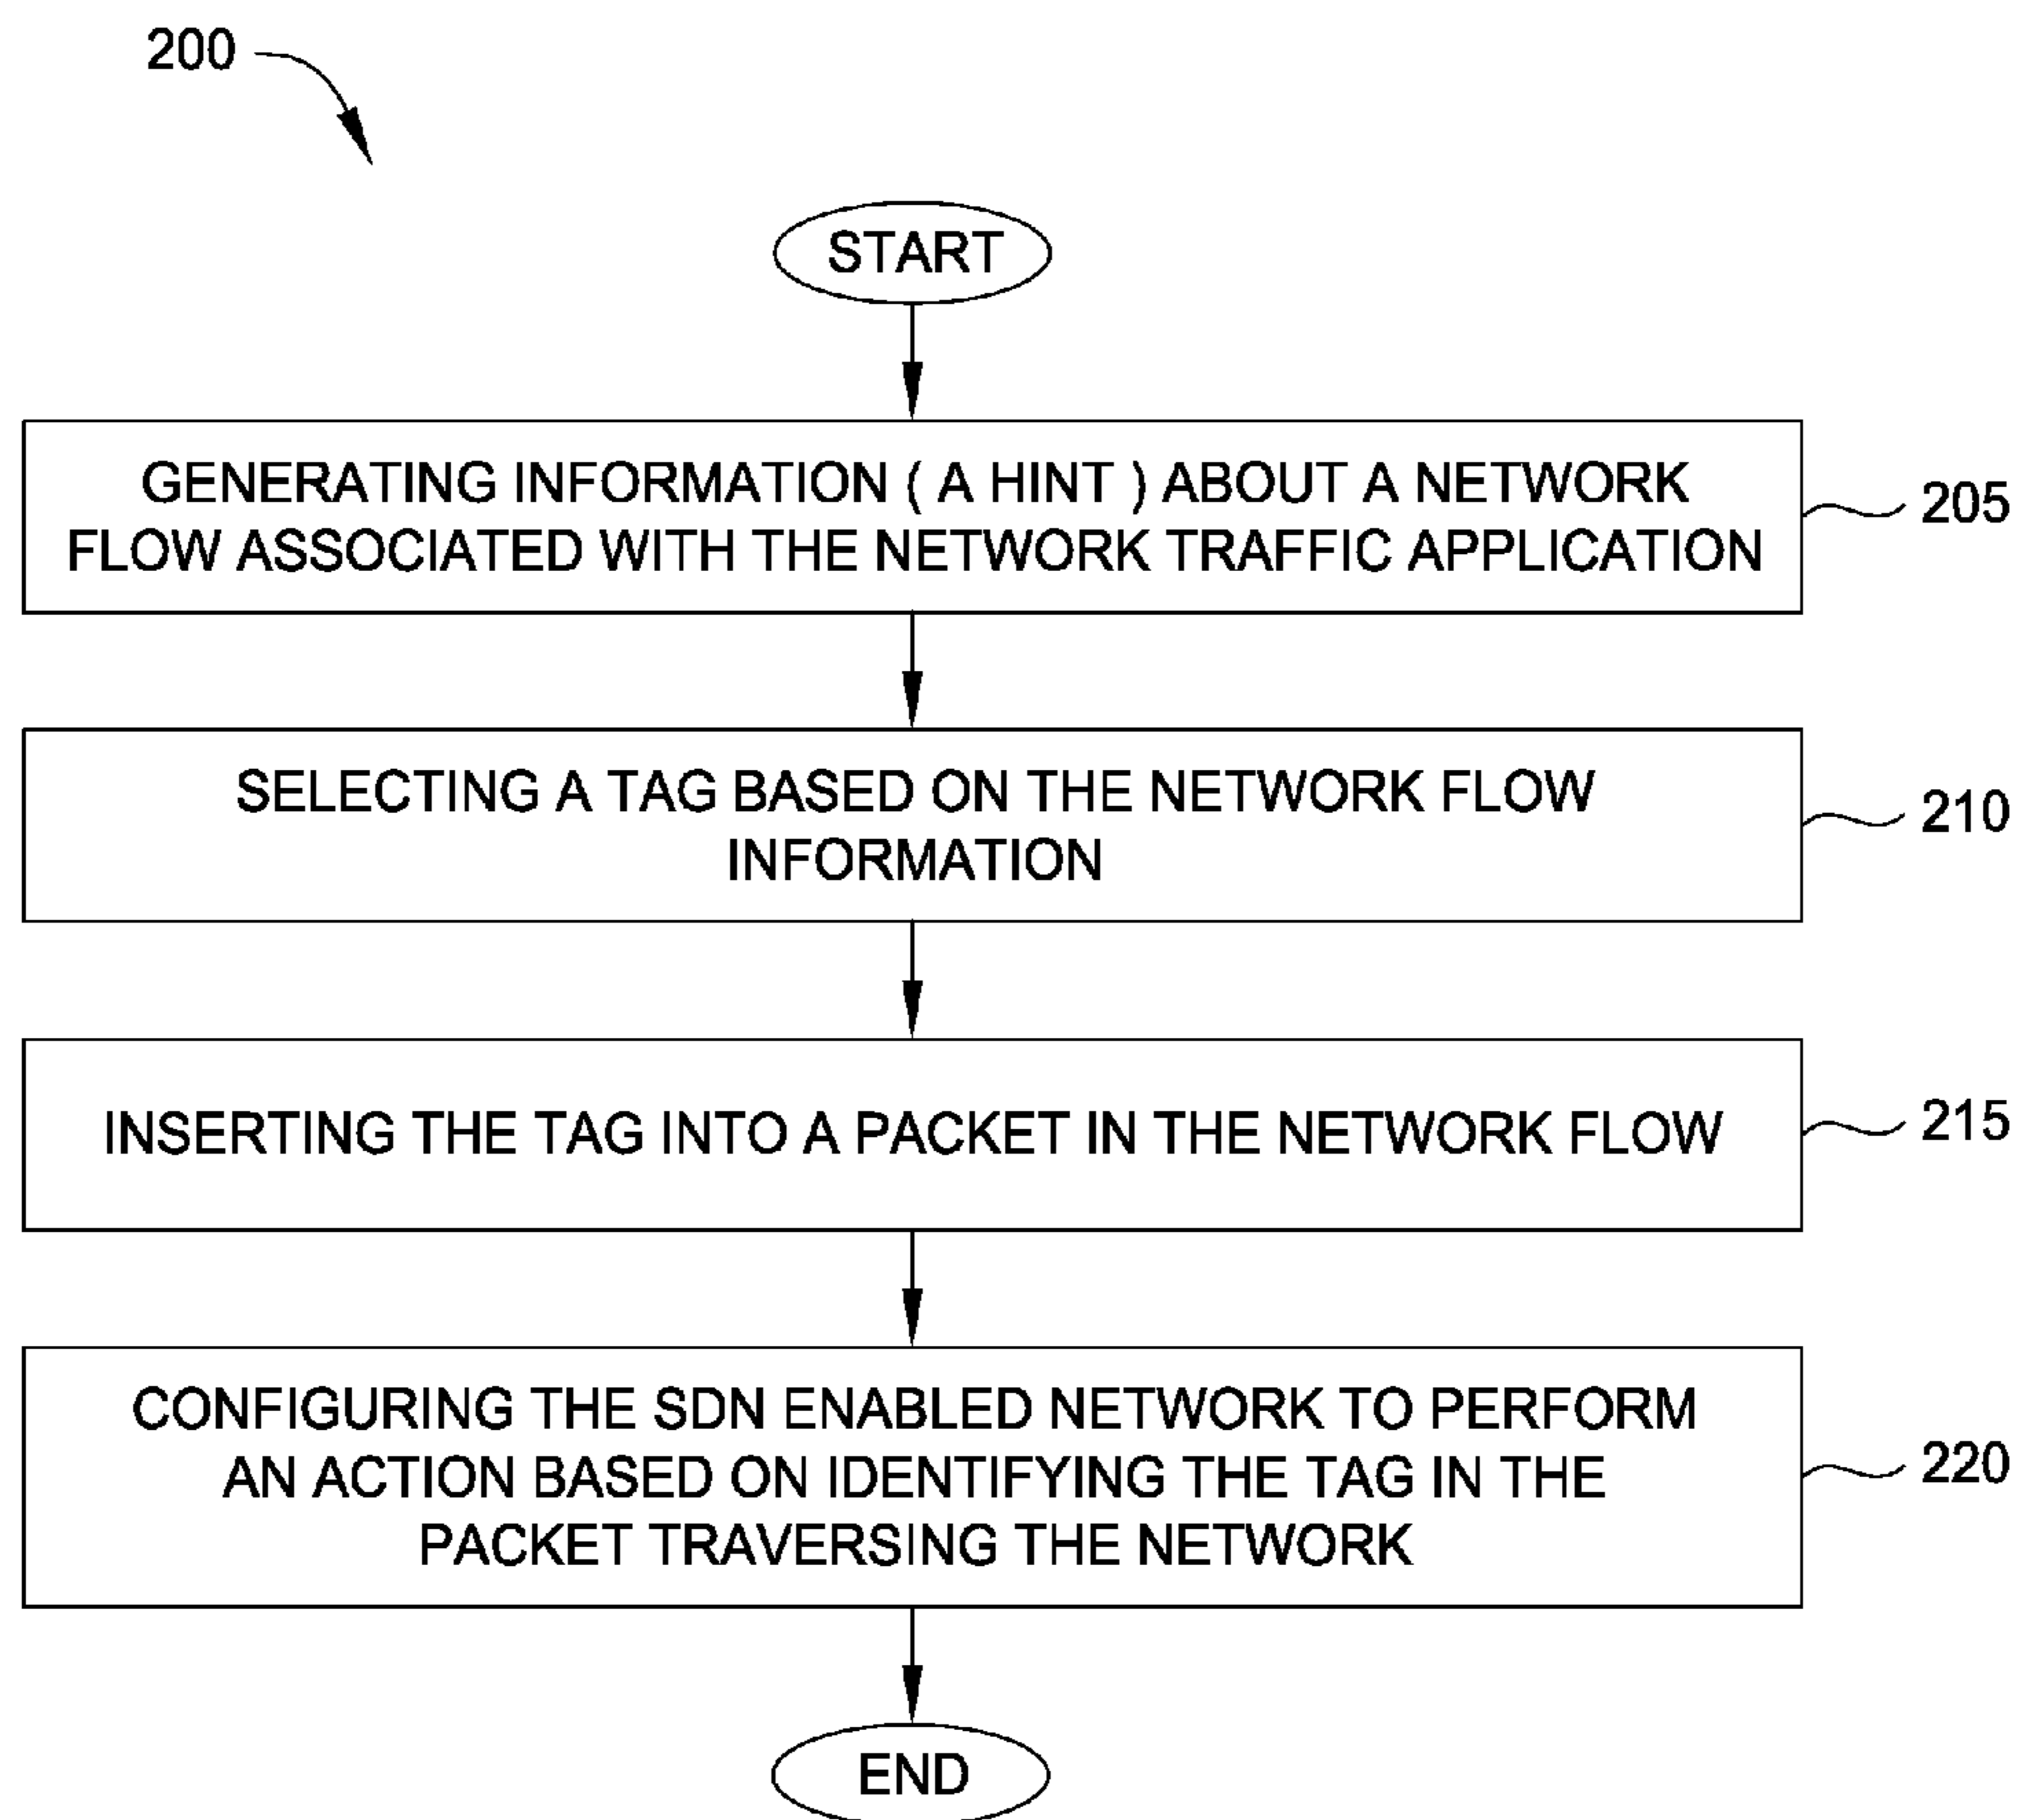 200
START
GENERATING INFORMATION ( A HINT ) ABOUT A NETWORK
FLOW ASSOCIATED WITH THE NETWORK TRAFFIC APPLICATION
205
SELECTING A TAG BASED ON THE NETWORK FLOW
INFORMATION
210
INSERTING THE TAG INTO A PACKET IN THE NETWORK FLOW
215
CONFIGURING THE SDN ENABLED NETWORK TO PERFORM
AN ACTION BASED ON IDENTIFYING THE TAG IN THE
PACKET TRAVERSING THE NETWORK
220
END